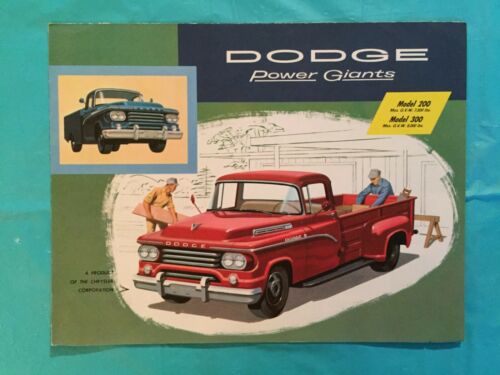 DODGE
Power Giants
Model 200
Max. G.V.W. 7,500 lbs.
Model 300
Max. G.V.W. 9,000 lbs.
DODGE
A PRODUCT
OF THE CHRYSLER
CORPORATION